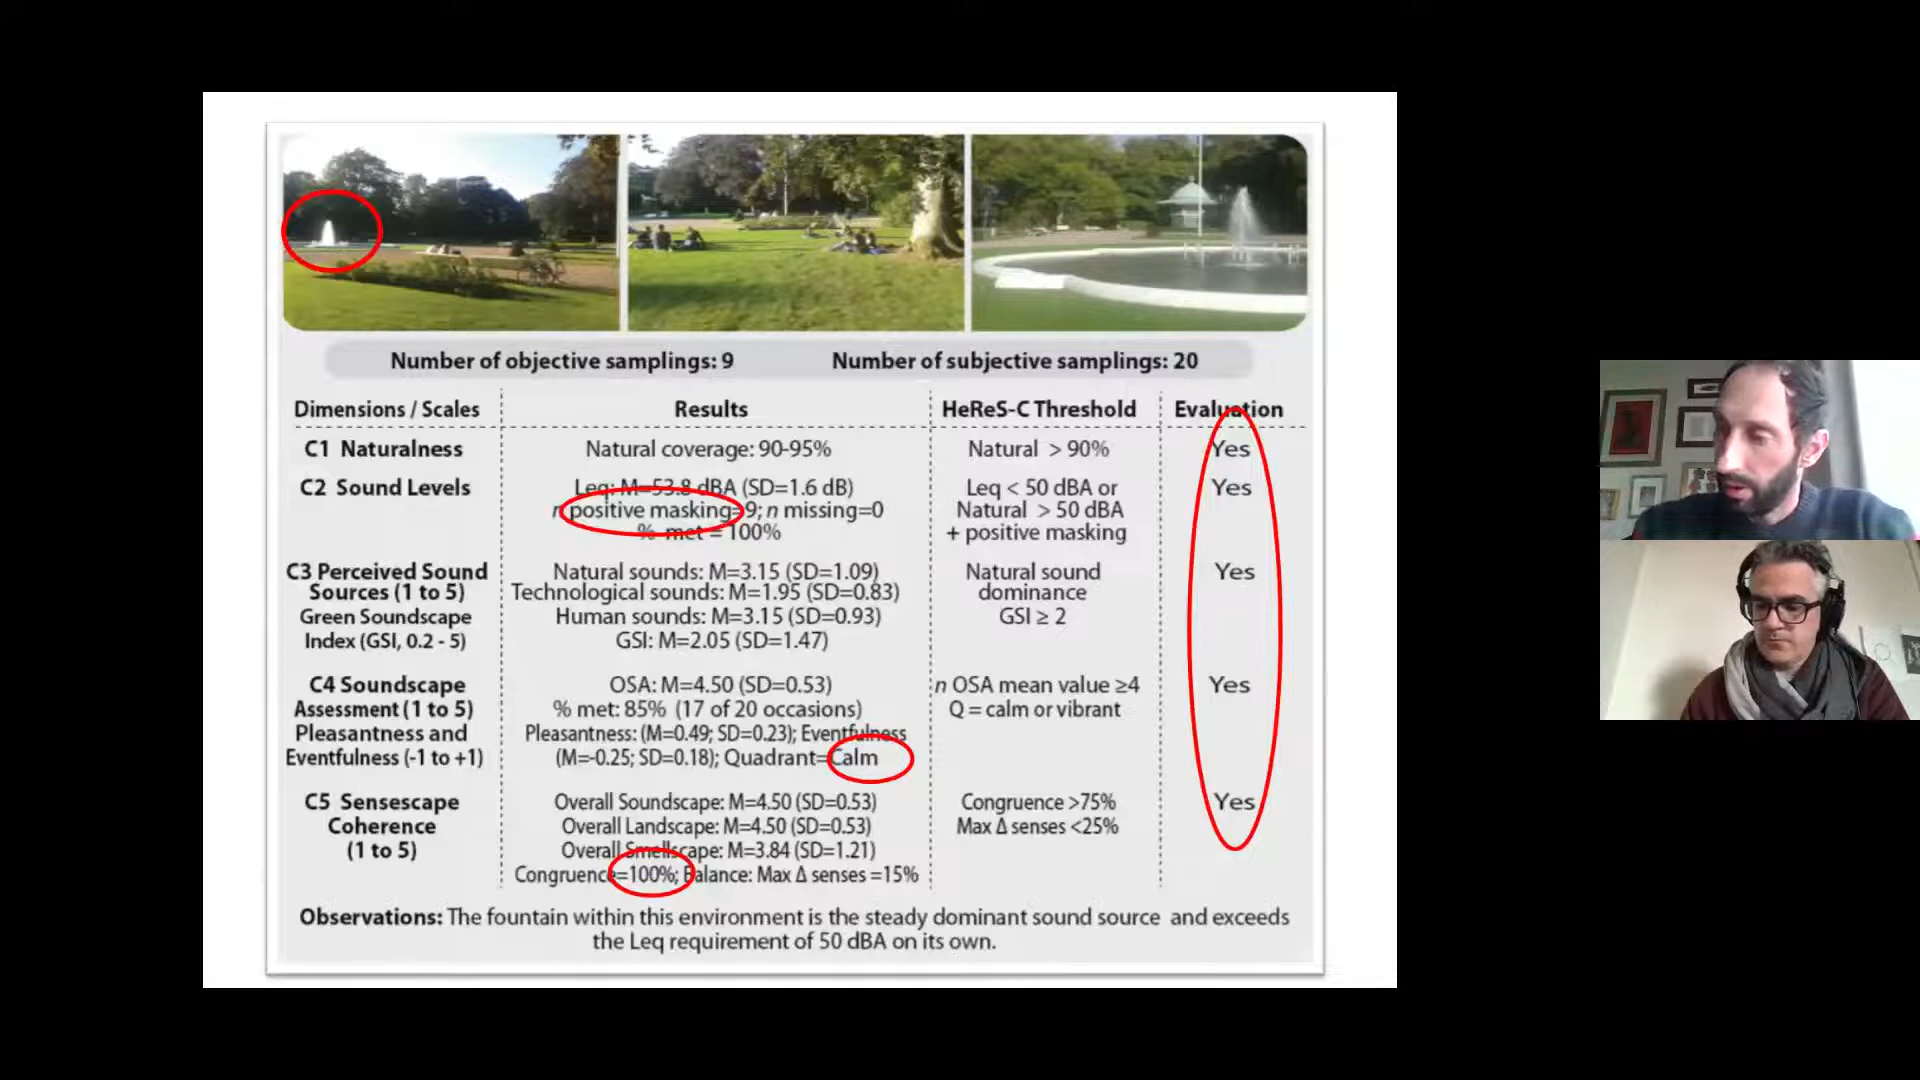 Number of objective samplings: 9 Number of subjective samplings: 20
Dimensions / Scales Results HeReS-C Threshold Evaluation
C1 Naturalness Natural coverage: 90-95% Natural > 90% Yes
C2 Sound Levels Leq: M=53.8 dBA (SD=1.6 dB) Leq < 50 dBA or Yes
n positive masking=9; n missing=0 Natural > 50 dBA
% met = 100% + positive masking
C3 Perceived Sound Natural sounds: M=3.15 (SD=1.09) Natural sound Yes
Sources (1 to 5) Technological sounds: M=1.95 (SD=0.83) dominance
Green Soundscape Human sounds: M=3.15 (SD=0.93) GSI ≥ 2
Index (GSI, 0.2 - 5) GSI: M=2.05 (SD=1.47)
C4 Soundscape OSA: M=4.50 (SD=0.53) n OSA mean value ≥4 Yes
Assessment (1 to 5) % met: 85% (17 of 20 occasions) Q = calm or vibrant
Pleasantness and Pleasantness: (M=0.49; SD=0.23); Eventfulness
Eventfulness (-1 to +1) (M=-0.25; SD=0.18); Quadrant=Calm
C5 Sensescape Overall Soundscape: M=4.50 (SD=0.53) Congruence >75% Yes
Coherence Overall Landscape: M=4.50 (SD=0.53) Max Δ senses <25%
(1 to 5) Overall Smellscape: M=3.84 (SD=1.21)
Congruence=100%; Balance: Max Δ senses =15%
Observations: The fountain within this environment is the steady dominant sound source and exceeds
the Leq requirement of 50 dBA on its own.